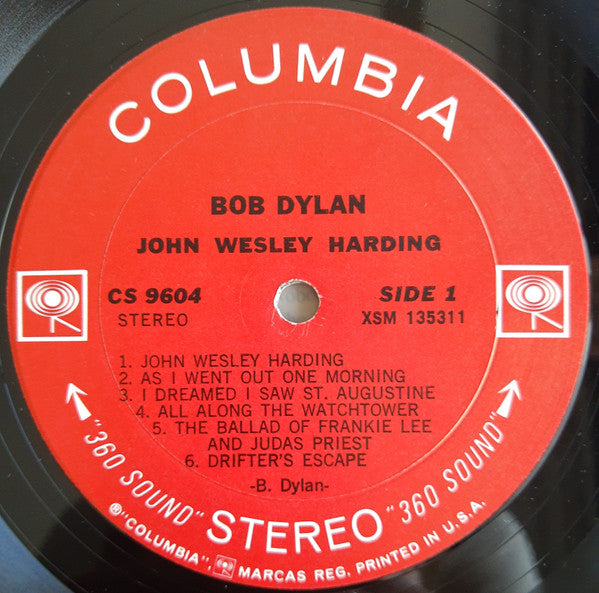 COLUMBIA
BOB DYLAN
JOHN WESLEY HARDING
CS 9604
STEREO
SIDE 1
XSM 135311
1. JOHN WESLEY HARDING
2. AS I WENT OUT ONE MORNING
3. I DREAMED I SAW ST. AUGUSTINE
4. ALL ALONG THE WATCHTOWER
5. THE BALLAD OF FRANKIE LEE
AND JUDAS PRIEST
6. DRIFTER'S ESCAPE
-B. Dylan-
"360 SOUND" STEREO "360 SOUND"
®"COLUMBIA", MARCAS REG. PRINTED IN U.S.A.